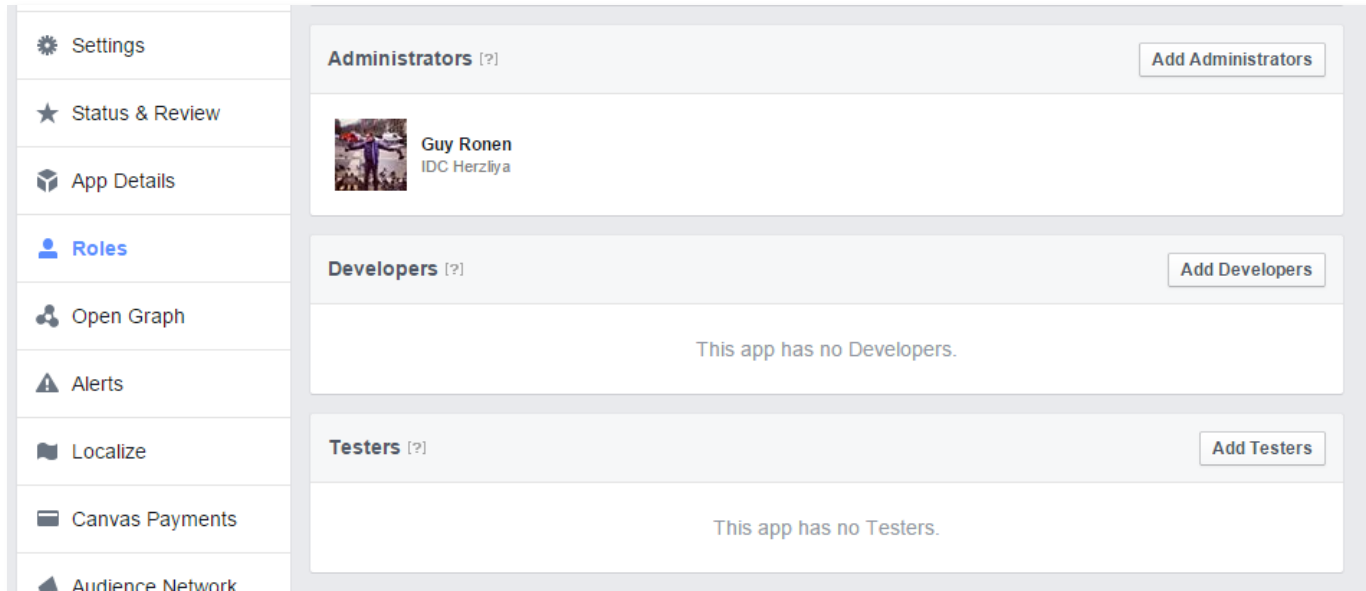 Settings
Status & Review
App Details
Roles
Open Graph
Alerts
Localize
Canvas Payments
Audience Network
Administrators [?]
Add Administrators
Guy Ronen
IDC Herzliya
Developers [?]
Add Developers
This app has no Developers.
Testers [?]
Add Testers
This app has no Testers.